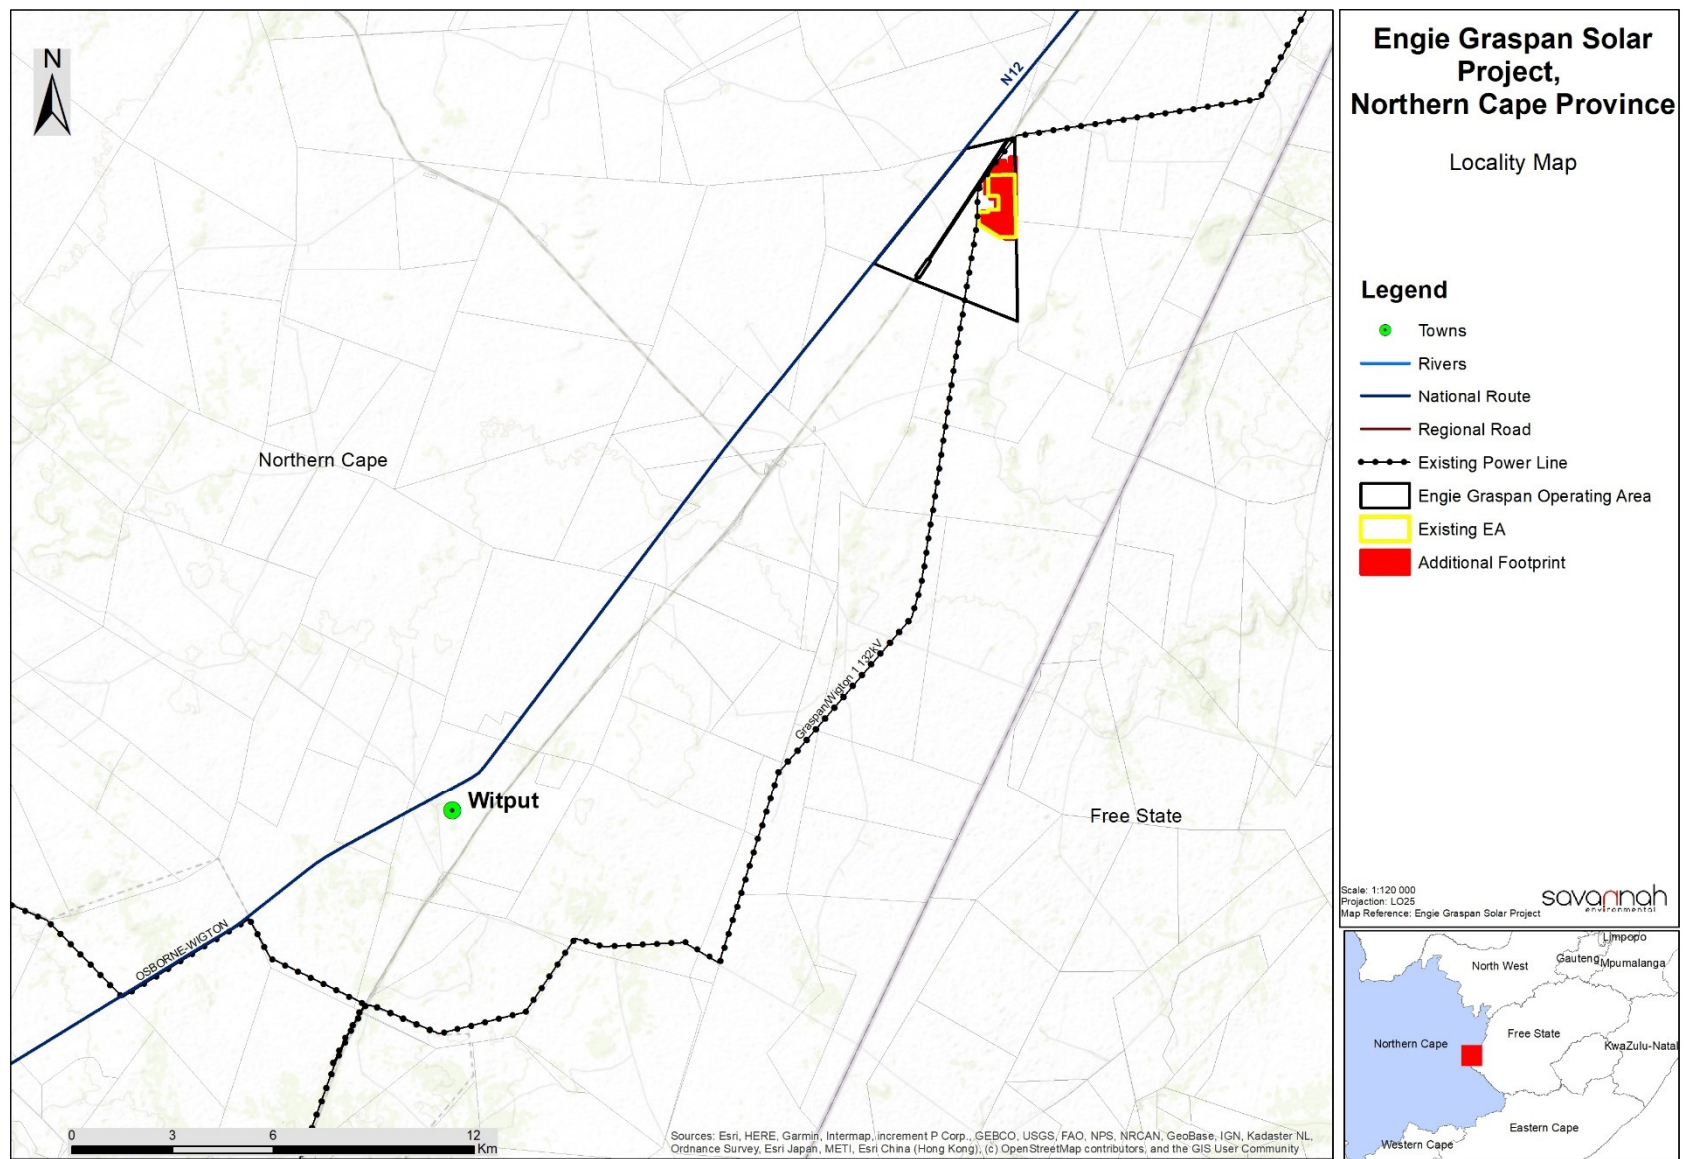 Engie Graspan Solar
Project,
Northern Cape Province
Locality Map
Legend
Towns
Rivers
National Route
Regional Road
Existing Power Line
Engie Graspan Operating Area
Existing EA
Additional Footprint
Scale: 1:120 000
Projection: LO25
Map Reference: Engie Graspan Solar Project
savannah
environmental
N
N12
Northern Cape
Graspan/Wigton 1 132kV
Witput
Free State
OSBORNE-WIGTON
0 3 6 12
Km
Sources: Esri, HERE, Garmin, Intermap, increment P Corp., GEBCO, USGS, FAO, NPS, NRCAN, GeoBase, IGN, Kadaster NL,
Ordnance Survey, Esri Japan, METI, Esri China (Hong Kong), (c) OpenStreetMap contributors, and the GIS User Community
Limpopo
North West
Gauteng
Mpumalanga
Northern Cape
Free State
KwaZulu-Natal
Eastern Cape
Western Cape